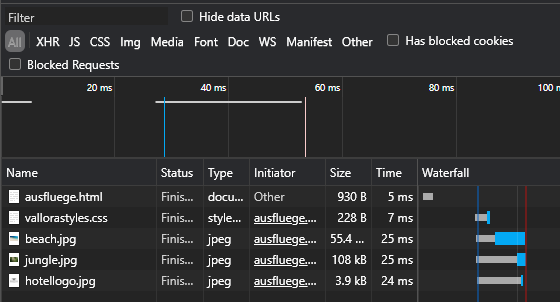 Filter Hide data URLs
All XHR JS CSS Img Media Font Doc WS Manifest Other Has blocked cookies
Blocked Requests
20 ms 40 ms 60 ms 80 ms 100 ms
Name Status Type Initiator Size Time Waterfall
ausfluege.html Finis... docu... Other 930 B 5 ms
vallorastyles.css Finis... style... ausfluege.... 228 B 7 ms
beach.jpg Finis... jpeg ausfluege.... 55.4 ... 25 ms
jungle.jpg Finis... jpeg ausfluege.... 108 kB 25 ms
hotellogo.jpg Finis... jpeg ausfluege.... 3.9 kB 24 ms